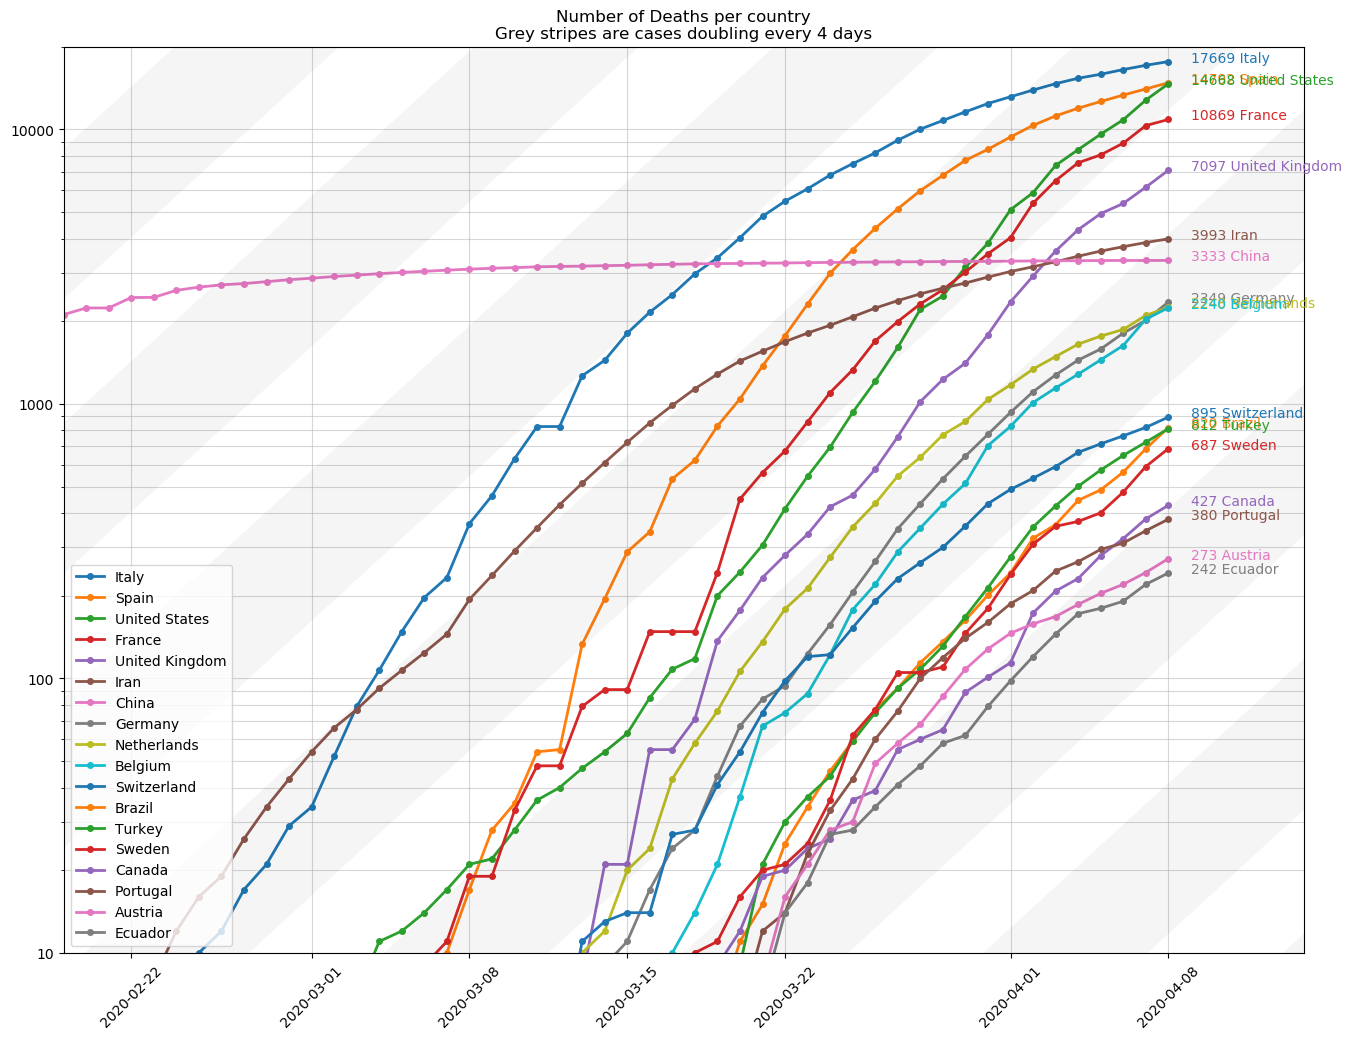 Number of Deaths per country
Grey stripes are cases doubling every 4 days
10000
1000
100
10
17669 Italy
Spain
14668 United States
10869 France
7097 United Kingdom
3993 Iran
3333 China
2349 Germany
Netherlands
2240 Belgium
895 Switzerland
Brazil
812 Turkey
687 Sweden
427 Canada
380 Portugal
273 Austria
242 Ecuador
Italy
Spain
United States
France
United Kingdom
Iran
China
Germany
Netherlands
Belgium
Switzerland
Brazil
Turkey
Sweden
Canada
Portugal
Austria
Ecuador
2020-02-22
2020-03-01
2020-03-08
2020-03-15
2020-03-22
2020-04-01
2020-04-08